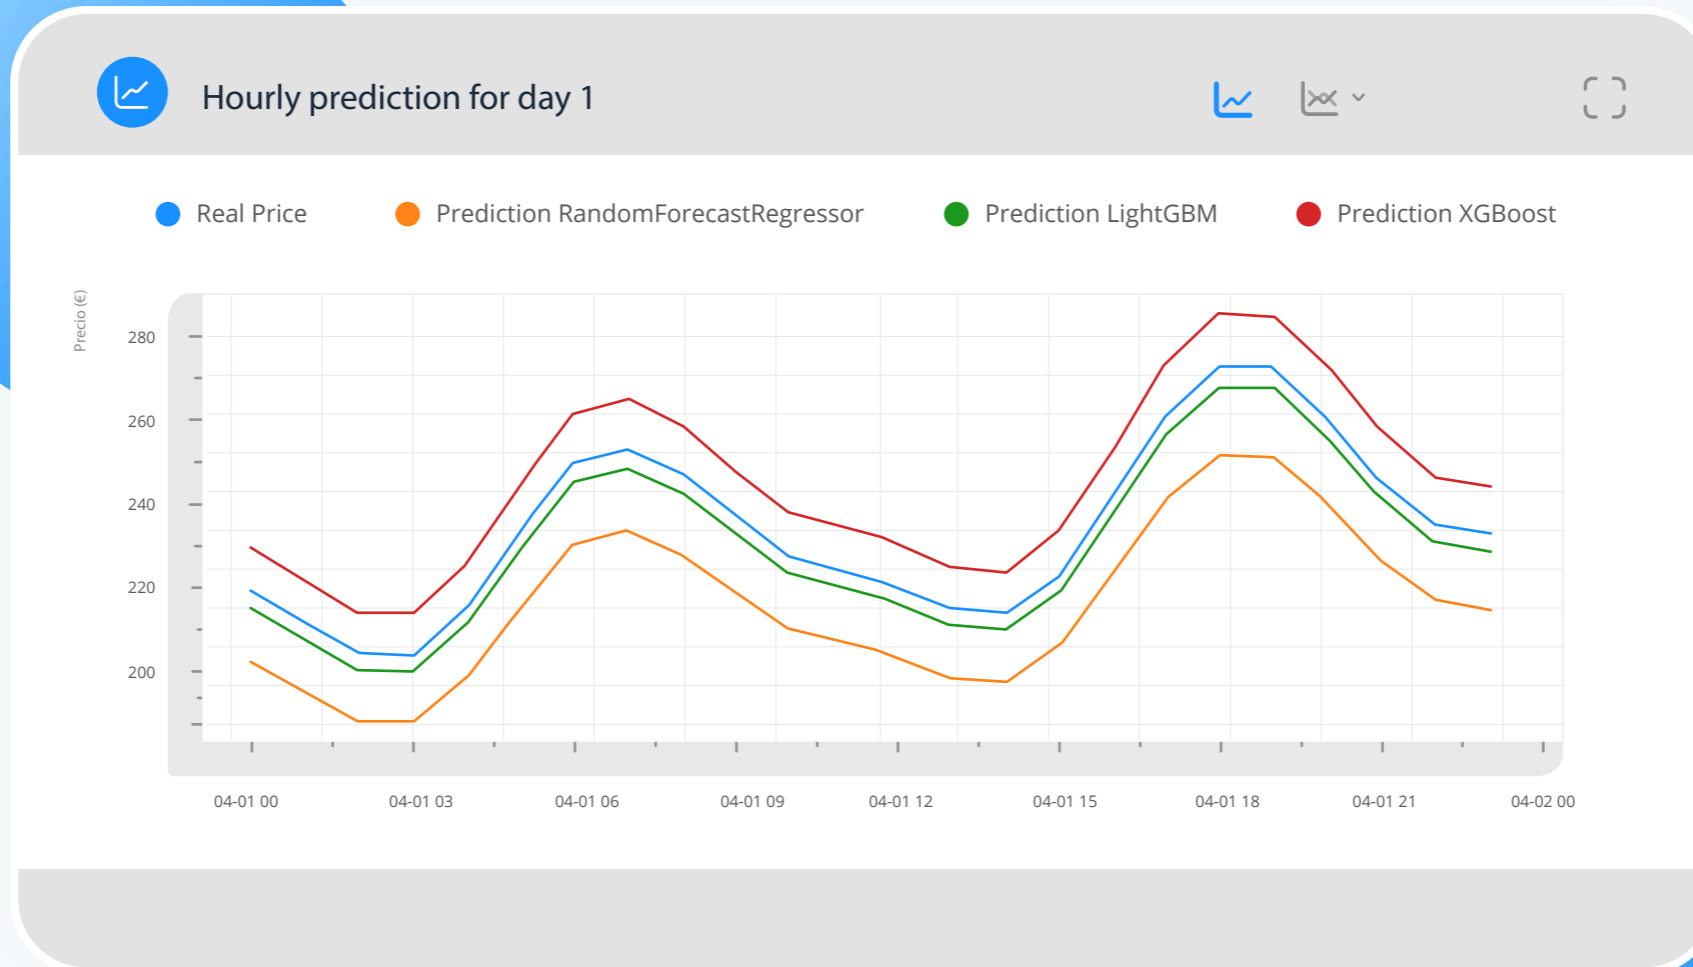 Hourly prediction for day 1
Real Price
Prediction RandomForecastRegressor
Prediction LightGBM
Prediction XGBoost
Precio (€)
280
260
240
220
200
04-01 00
04-01 03
04-01 06
04-01 09
04-01 12
04-01 15
04-01 18
04-01 21
04-02 00